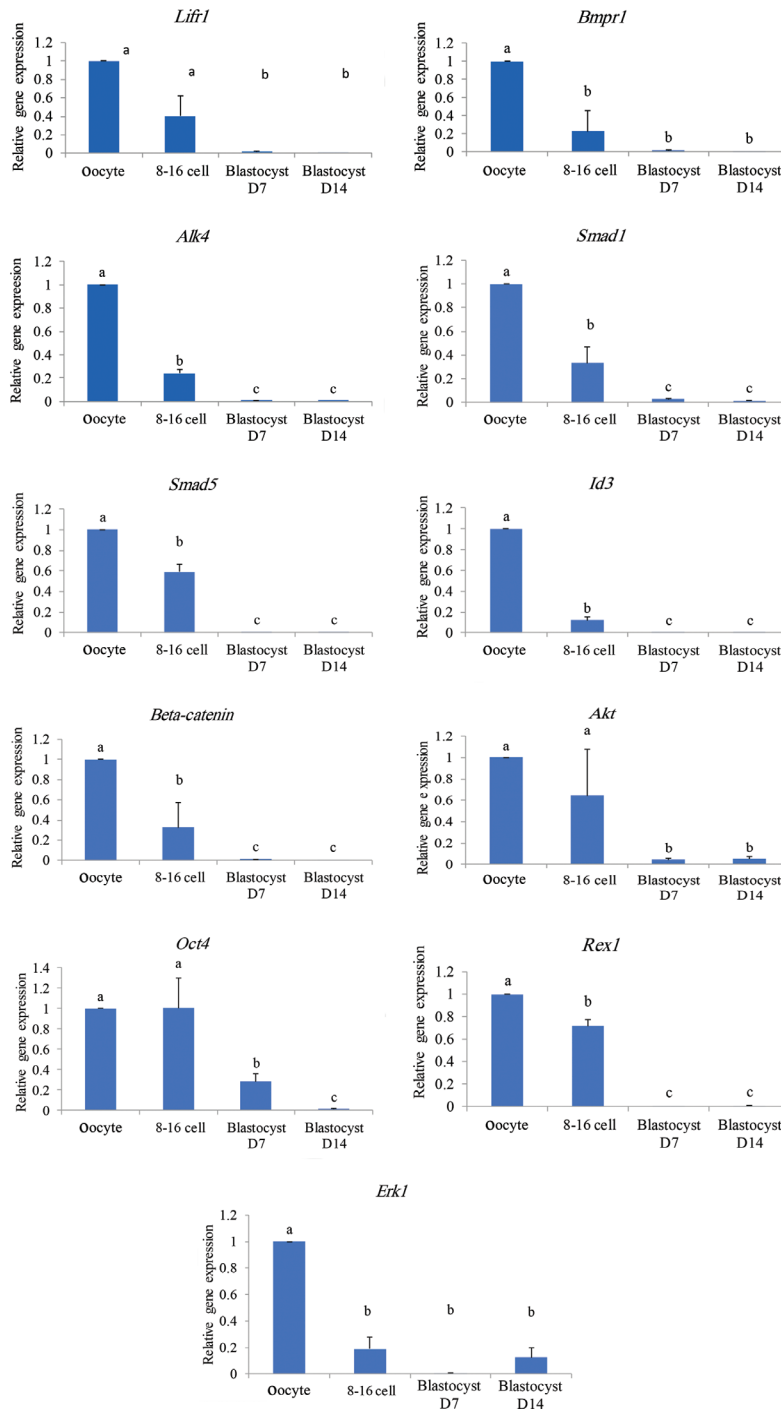 Lifr1
Relative gene expression
1.2
1
0.8
0.6
0.4
0.2
0
a
a
b
b
Oocyte
8-16 cell
Blastocyst
D7
Blastocyst
D14
Bmpr1
Relative gene expression
1.2
1
0.8
0.6
0.4
0.2
0
a
b
b
b
Oocyte
8-16 cell
Blastocyst
D7
Blastocyst
D14
Alk4
Relative gene expreesion
1.2
1
0.8
0.6
0.4
0.2
0
a
b
c
c
Oocyte
8-16 cell
Blastocyst
D7
Blastocyst
D14
Smad1
Relative gene expression
1.2
1
0.8
0.6
0.4
0.2
0
a
b
c
c
Oocyte
8-16 cell
Blastocyst
D7
Blastocyst
D14
Smad5
Relative gene expression
1.2
1
0.8
0.6
0.4
0.2
0
a
b
c
c
Oocyte
8-16 cell
Blastocyst
D7
Blastocyst
D14
Id3
Relative gene expression
1.2
1
0.8
0.6
0.4
0.2
0
a
b
c
c
Oocyte
8-16 cell
Blastocyst
D7
Blastocyst
D14
Beta-catenin
Relative gene expression
1.2
1
0.8
0.6
0.4
0.2
0
a
b
c
c
Oocyte
8-16 cell
Blastocyst
D7
Blastocyst
D14
Akt
Relative gene e xpression
1.2
1
0.8
0.6
0.4
0.2
0
a
a
b
b
Oocyte
8-16 cell
Blastocyst
D7
Blastocyst
D14
Oct4
Relative gene expression
1.4
1.2
1
0.8
0.6
0.4
0.2
0
a
a
b
c
Oocyte
8-16 cell
Blastocyst
D7
Blastocyst
D14
Rex1
Relative gene expression
1.2
1
0.8
0.6
0.4
0.2
0
a
b
c
c
Oocyte
8-16 cell
Blastocyst
D7
Blastocyst
D14
Erk1
Relative gene expression
1.2
1
0.8
0.6
0.4
0.2
0
a
b
b
b
Oocyte
8-16 cell
Blastocyst
D7
Blastocyst
D14